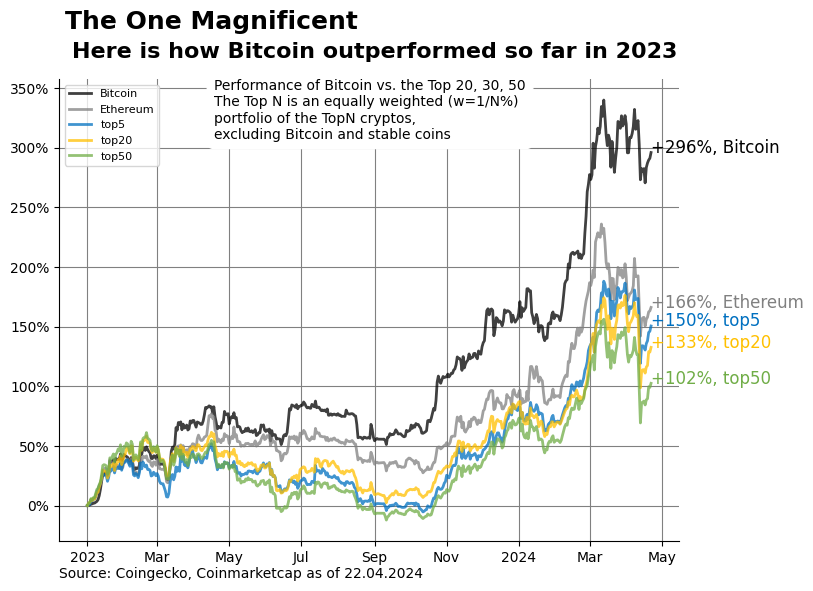 The One Magnificent
Here is how Bitcoin outperformed so far in 2023
350%
300%
250%
200%
150%
100%
50%
0%
Bitcoin
Ethereum
top5
top20
top50
Performance of Bitcoin vs. the Top 20, 30, 50
The Top N is an equally weighted (w=1/N%)
portfolio of the TopN cryptos,
excluding Bitcoin and stable coins
+296%, Bitcoin
+166%, Ethereum
+150%, top5
+133%, top20
+102%, top50
2023 Mar May Jul Sep Nov 2024 Mar May
Source: Coingecko, Coinmarketcap as of 22.04.2024